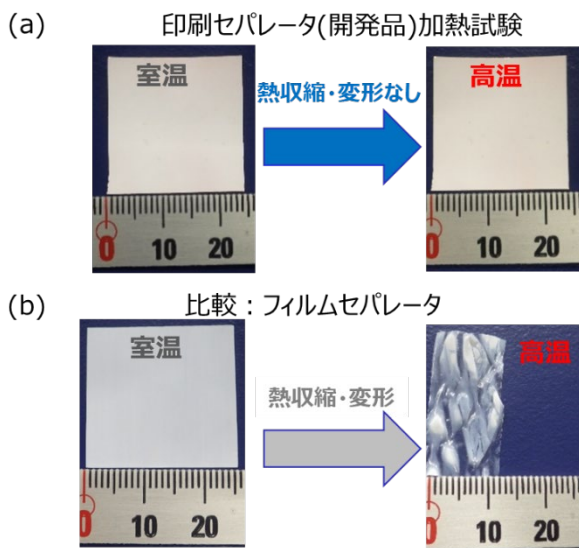 (a) 印刷セパレータ(開発品)加熱試験
室温
熱収縮・変形なし
高温
0 10 20
0 10 20
(b) 比較：フィルムセパレータ
室温
熱収縮・変形
高温
0 10 20
0 10 20